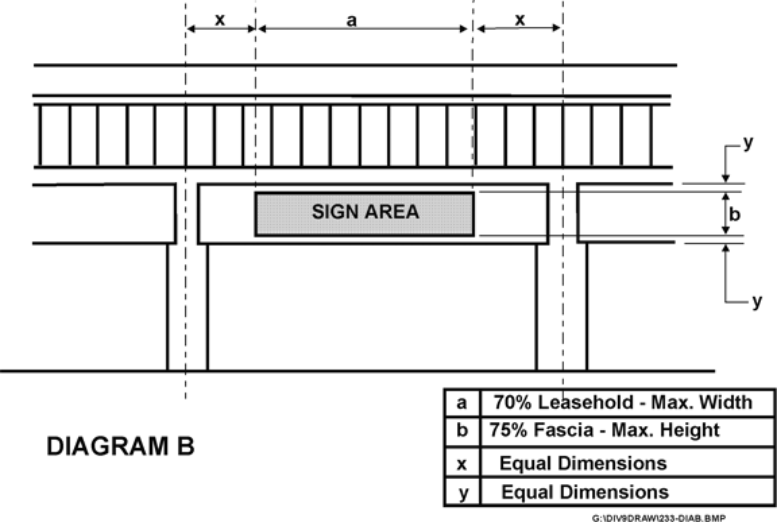 x a x
y
SIGN AREA
b
y
a 70% Leasehold - Max. Width
b 75% Fascia - Max. Height
DIAGRAM B
x Equal Dimensions
y Equal Dimensions
G:\DIV9DRAW\233-DIAB.BMP